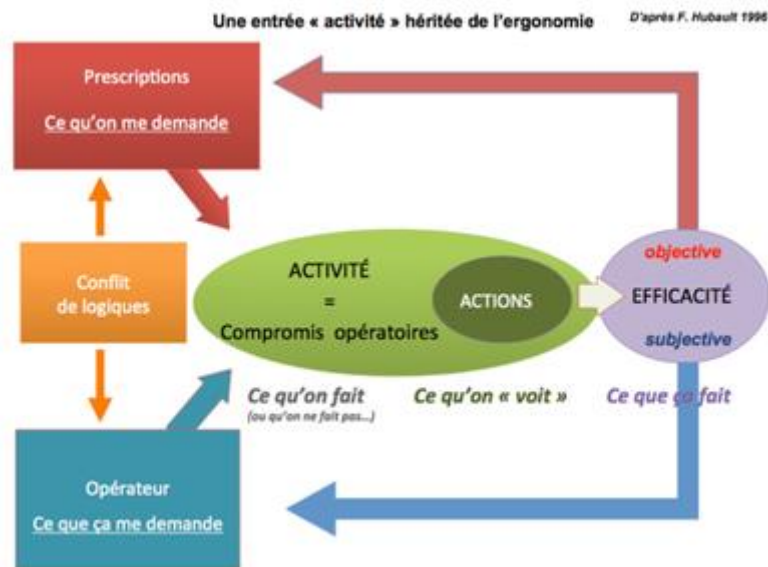 Une entrée « activité » héritée de l'ergonomie
D'après F. Hubault 1996
Prescriptions
Ce qu'on me demande
Conflit
de logiques
ACTIVITÉ
=
Compromis opératoires
ACTIONS
objective
EFFICACITÉ
subjective
Ce qu'on fait
(ou qu'on ne fait pas...)
Ce qu'on « voit »
Ce que ça fait
Opérateur
Ce que ça me demande